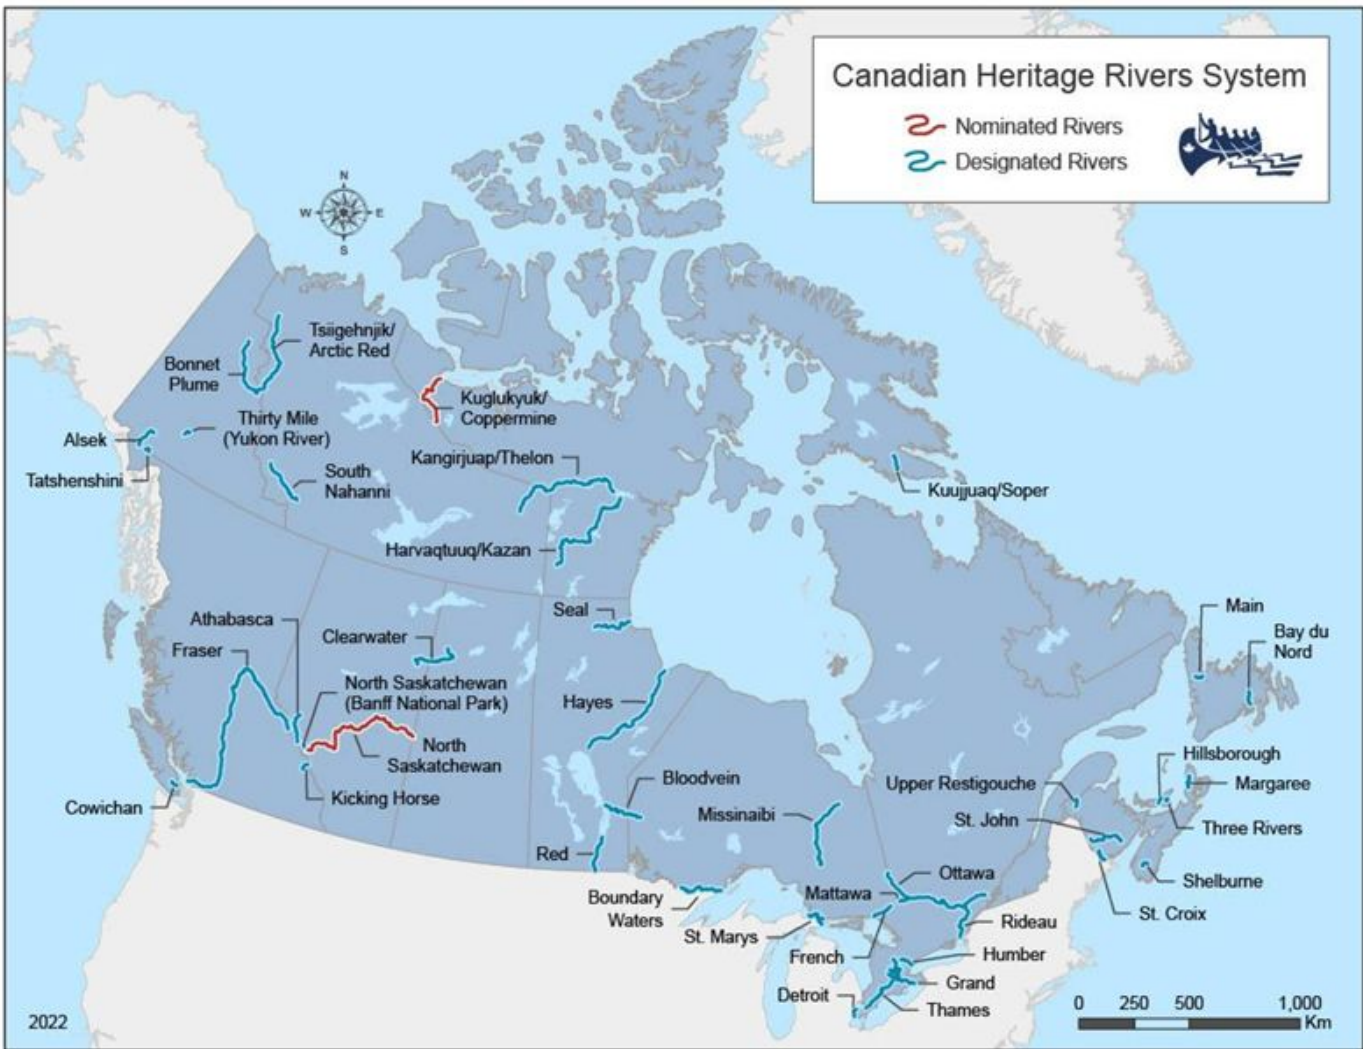 Canadian Heritage Rivers System
Nominated Rivers
Designated Rivers
N
W
E
S
Tsiigehnjik/
Arctic Red
Bonnet
Plume
Kuglukyuk/
Coppermine
Thirty Mile
(Yukon River)
Alsek
Tatshenshini
South
Nahanni
Kangirjuap/Thelon
Kuujjuaq/Soper
Harvaqtuuq/Kazan
Seal
Athabasca
Clearwater
Fraser
North Saskatchewan
(Banff National Park)
Hayes
North
Saskatchewan
Kicking Horse
Cowichan
Main
Bay du
Nord
Hillsborough
Margaree
Upper Restigouche
Three Rivers
St. John
Bloodvein
Missinaibi
Red
Ottawa
Mattawa
Shelburne
Boundary
Waters
St. Croix
St. Marys
Rideau
French
Humber
Grand
Detroit
Thames
2022
0 250 500 1,000
Km